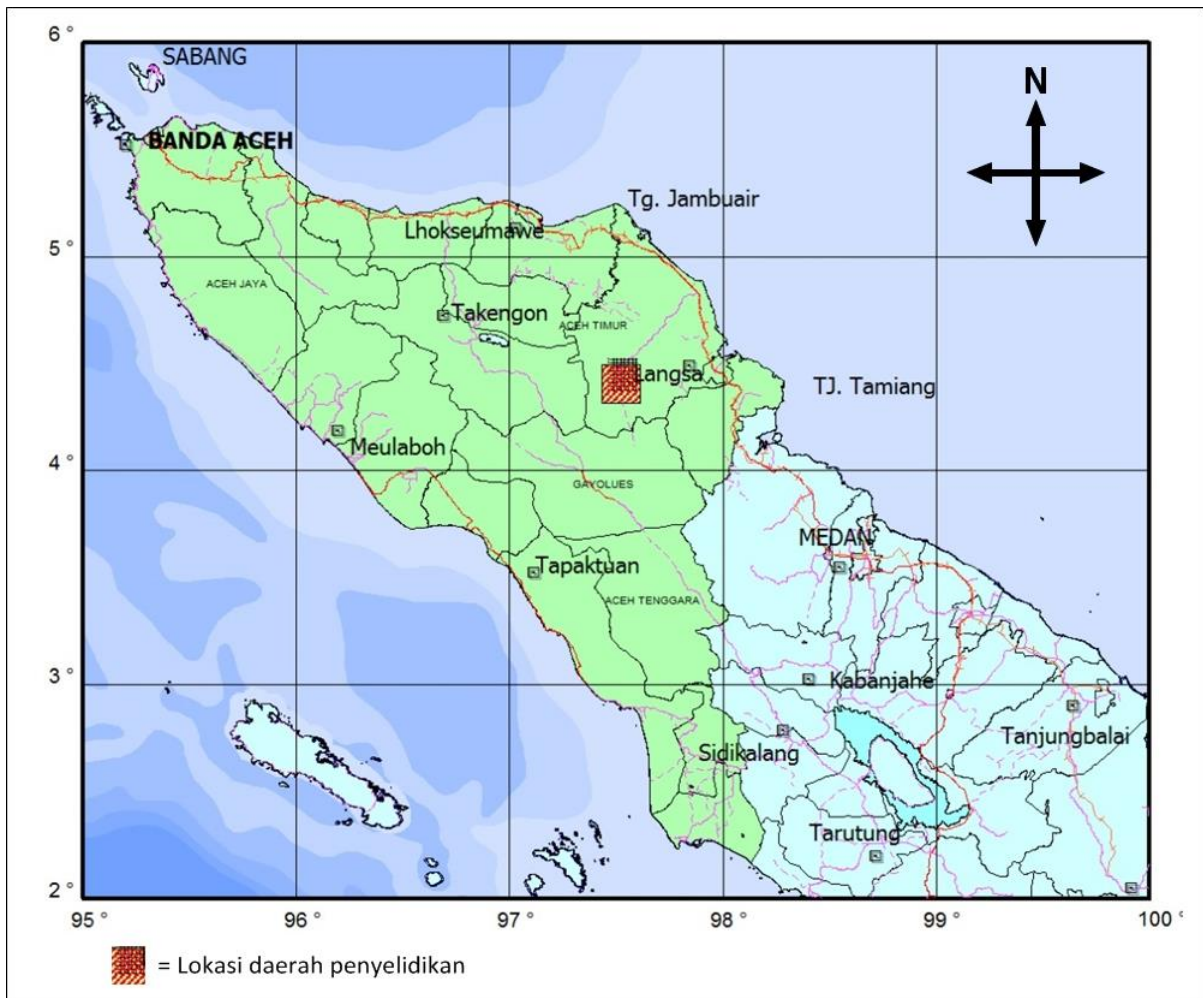 6 °
SABANG
N
BANDA ACEH
Tg. Jambuair
Lhokseumawe
5 °
ACEH JAYA
Takengon
ACEH TIMUR
Langsa
TJ. Tamiang
Meulaboh
4 °
GAYOLUES
MEDAN
Tapaktuan
ACEH TENGGARA
3 °
Kabanjahe
Tanjungbalai
Sidikalang
Tarutung
2 °
95 ° 96 ° 97 ° 98 ° 99 ° 100 °
= Lokasi daerah penyelidikan